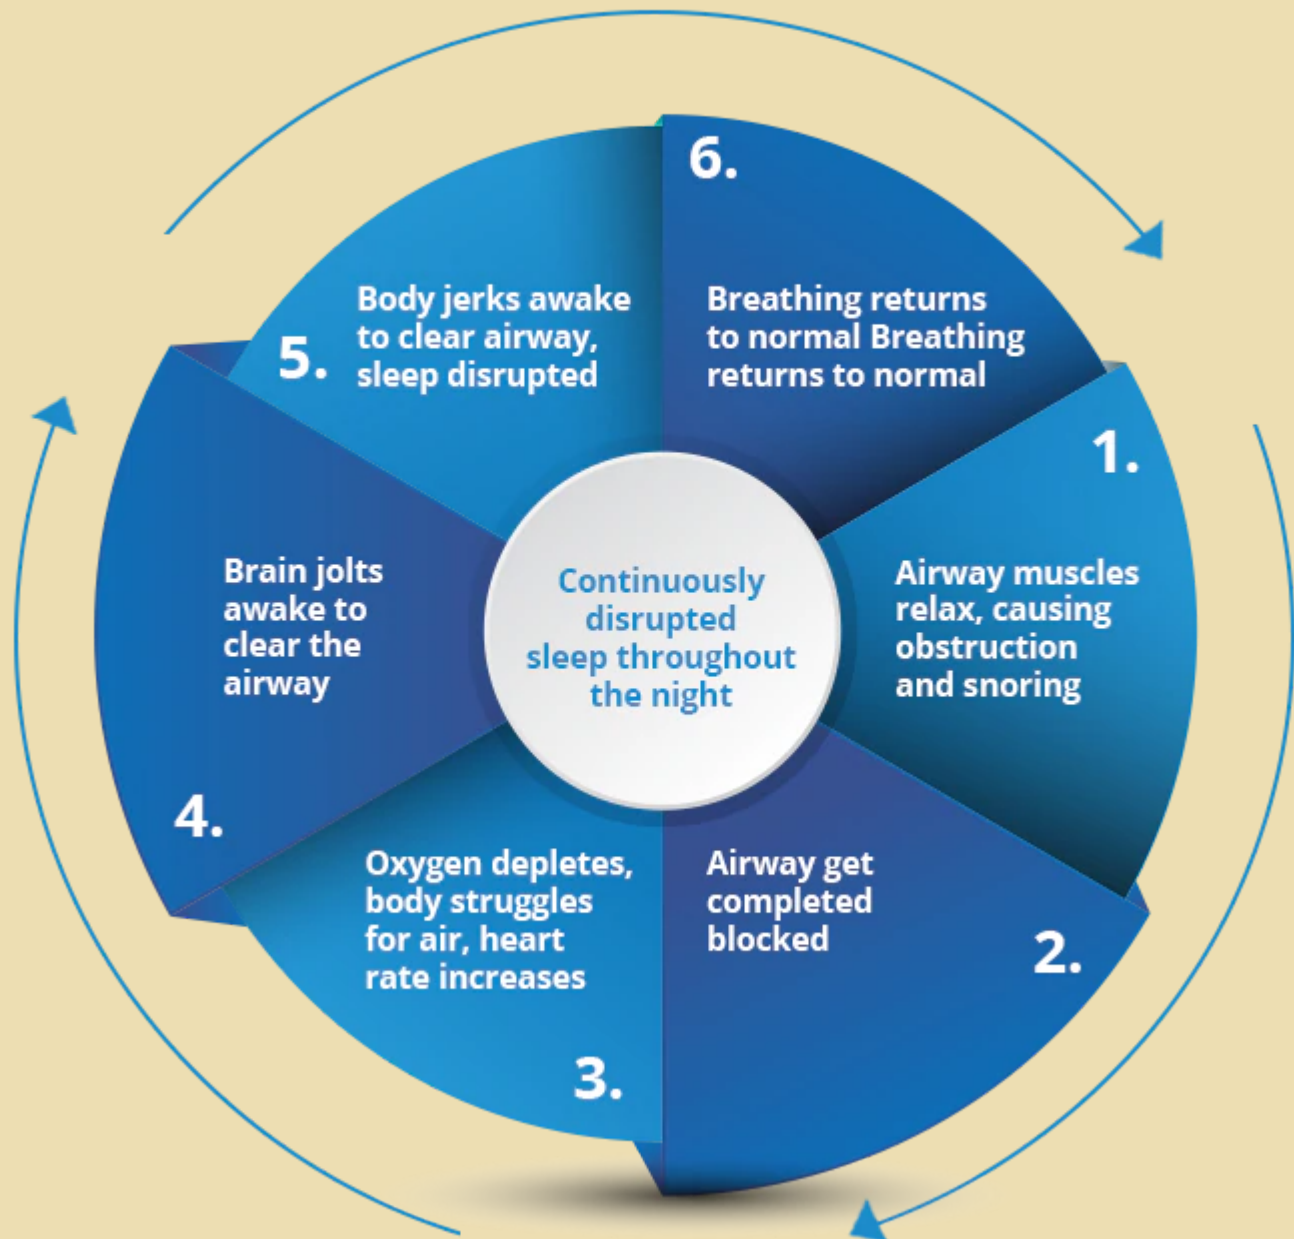 6.
Breathing returns
to normal Breathing
returns to normal
1.
Airway muscles
relax, causing
obstruction
and snoring
2.
Airway get
completed
blocked
3.
Oxygen depletes,
body struggles
for air, heart
rate increases
4.
Brain jolts
awake to
clear the
airway
5.
Body jerks awake
to clear airway,
sleep disrupted
Continuously
disrupted
sleep throughout
the night